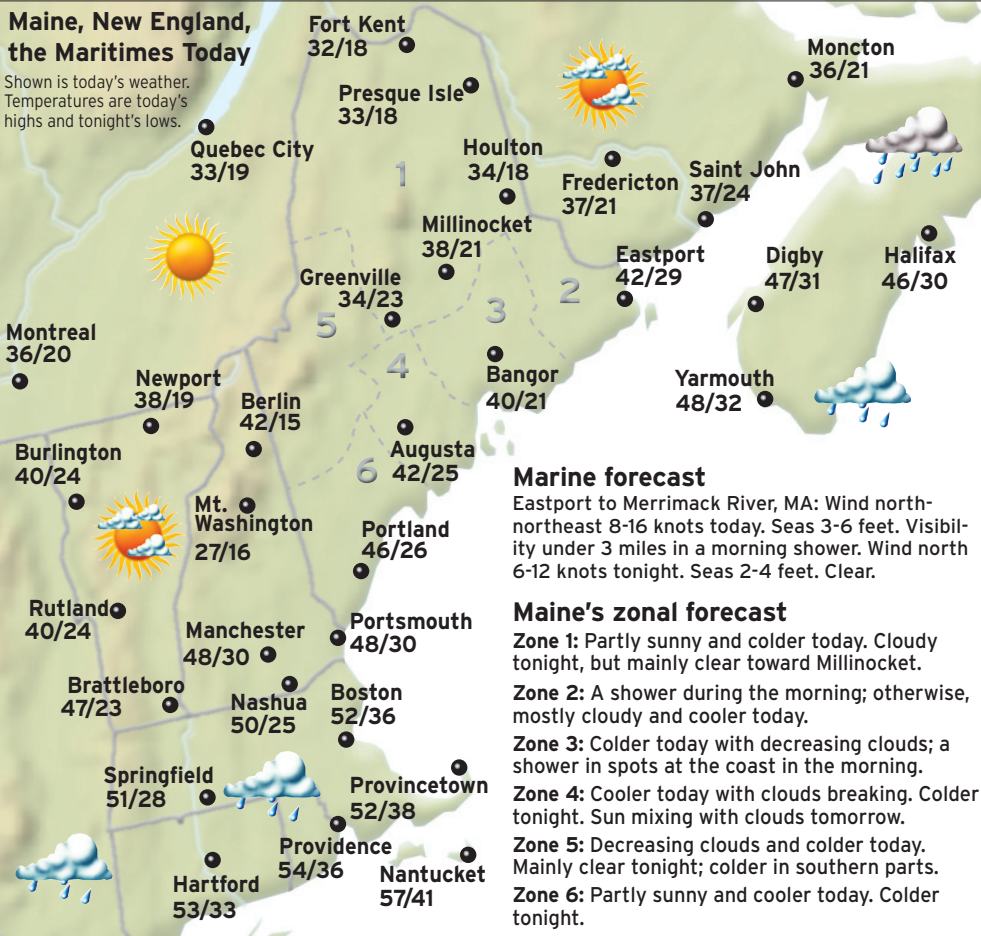 Maine, New England,
the Maritimes Today
Shown is today's weather.
Temperatures are today's
highs and tonight's lows.
Fort Kent
32/18
Moncton
36/21
Presque Isle
33/18
Quebec City
33/19
Houlton
34/18
Fredericton
37/21
Saint John
37/24
1
Millinocket
38/21
Eastport
42/29
Digby
47/31
Halifax
46/30
Greenville
34/23
2
3
5
4
Montreal
36/20
Newport
38/19
Berlin
42/15
Bangor
40/21
Yarmouth
48/32
Burlington
40/24
Augusta
42/25
6
Mt.
Washington
27/16
Portland
46/26
Rutland
40/24
Manchester
48/30
Portsmouth
48/30
Brattleboro
47/23
Nashua
50/25
Boston
52/36
Springfield
51/28
Provincetown
52/38
Providence
54/36
Nantucket
57/41
Hartford
53/33
Marine forecast
Eastport to Merrimack River, MA: Wind north-
northeast 8-16 knots today. Seas 3-6 feet. Visibil-
ity under 3 miles in a morning shower. Wind north
6-12 knots tonight. Seas 2-4 feet. Clear.
Maine's zonal forecast
Zone 1: Partly sunny and colder today. Cloudy
tonight, but mainly clear toward Millinocket.
Zone 2: A shower during the morning; otherwise,
mostly cloudy and cooler today.
Zone 3: Colder today with decreasing clouds; a
shower in spots at the coast in the morning.
Zone 4: Cooler today with clouds breaking. Colder
tonight. Sun mixing with clouds tomorrow.
Zone 5: Decreasing clouds and colder today.
Mainly clear tonight; colder in southern parts.
Zone 6: Partly sunny and cooler today. Colder
tonight.